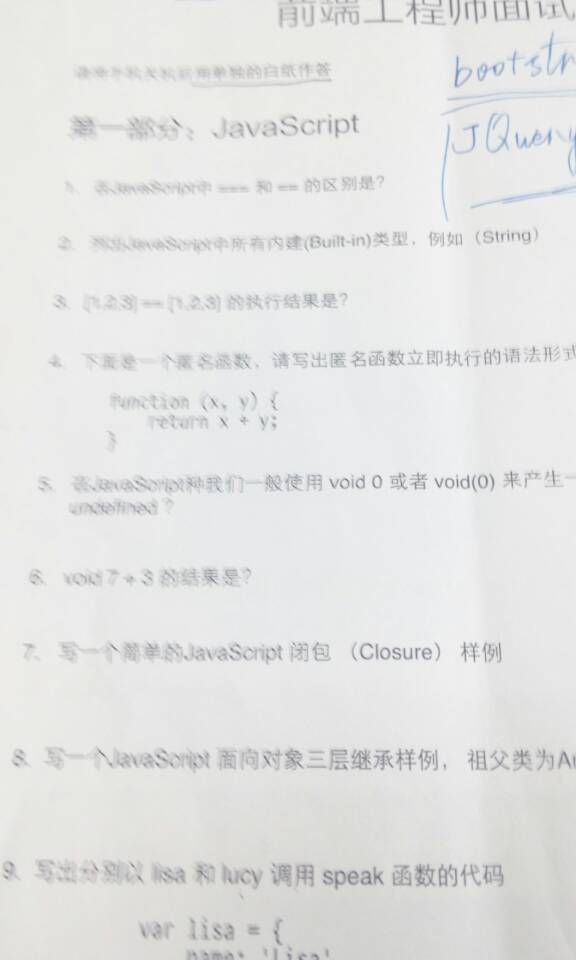 前端工程师面试
单独的白纸作答
bootstr
JQuery
第一部分：JavaScript
1. 在JavaScript中 === 和 == 的区别是？
2. 列出JavaScript中所有内建(Built-in)类型，例如（String）
3. [1,2,3] == [1,2,3] 的执行结果是？
4. 下面是一个匿名函数，请写出匿名函数立即执行的语法形式
function (x, y) {
return x + y;
}
5. 在JavaScript种我们一般使用 void 0 或者 void(0) 来产生一
undefined？
6. void 7 + 3 的结果是？
7. 写一个简单的JavaScript 闭包 （Closure） 样例
8. 写一个JavaScript 面向对象三层继承样例， 祖父类为A
9. 写出分别以 lisa 和 lucy 调用 speak 函数的代码
var lisa = {
name: 'lisa'